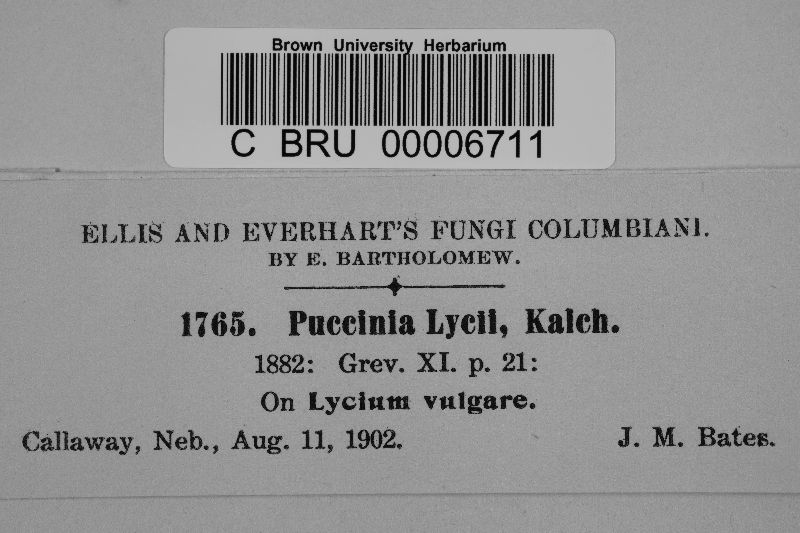 Brown University Herbarium
C BRU 00006711
ELLIS AND EVERHART'S FUNGI COLUMBIANI.
BY E. BARTHOLOMEW.
1765. Puccinia Lycii, Kalch.
1882: Grev. XI. p. 21:
On Lycium vulgare.
Callaway, Neb., Aug. 11, 1902. J. M. Bates.